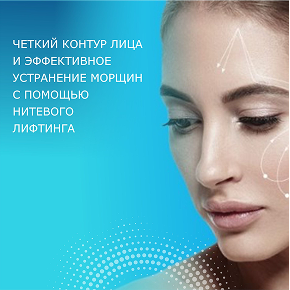 ЧЕТКИЙ КОНТУР ЛИЦА
И ЭФФЕКТИВНОЕ
УСТРАНЕНИЕ МОРЩИН
С ПОМОЩЬЮ
НИТЕВОГО
ЛИФТИНГА